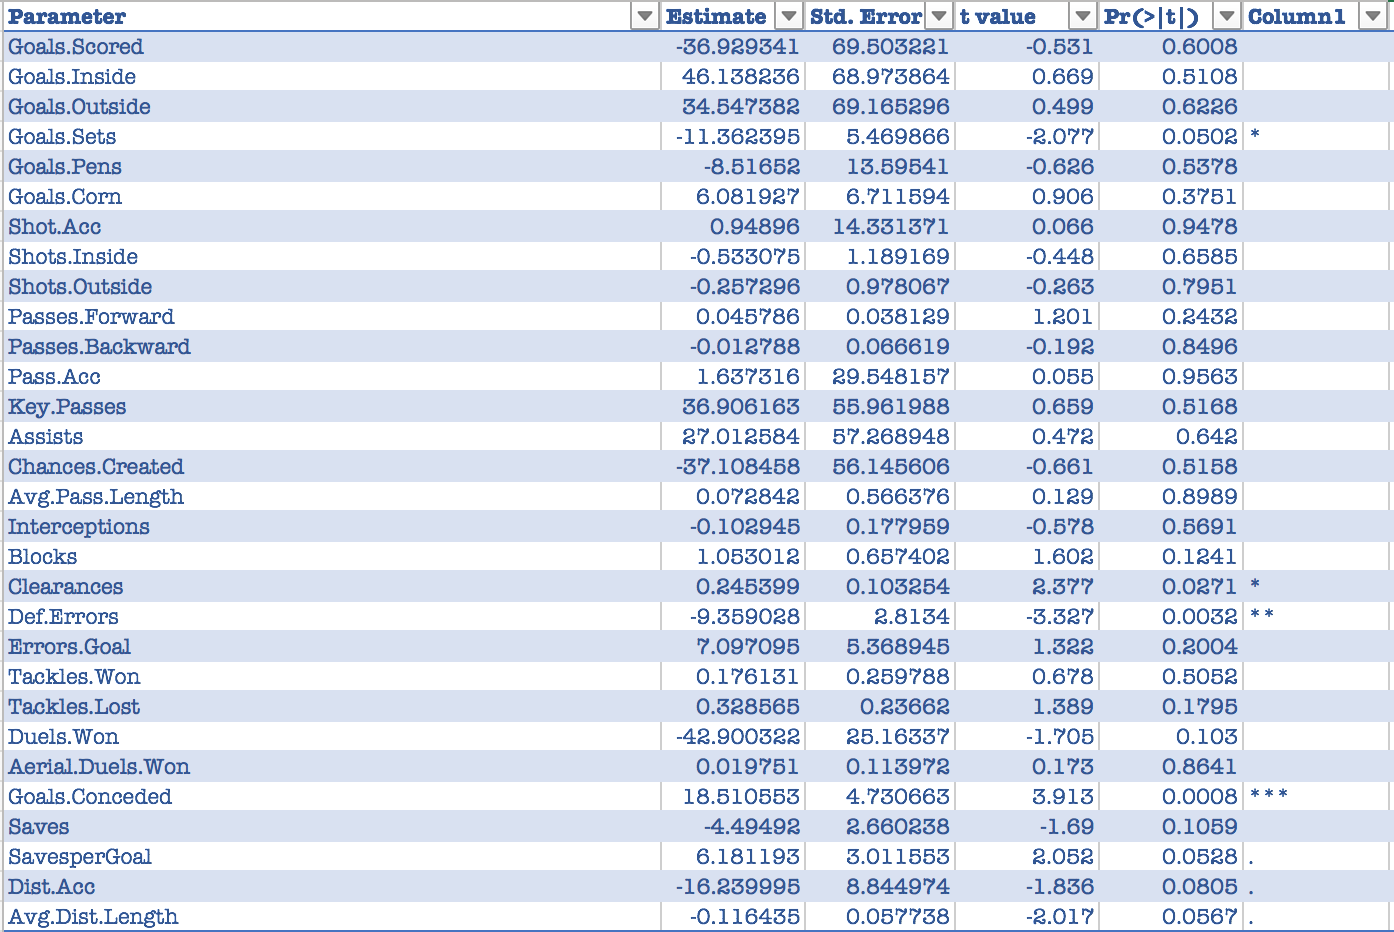 Parameter Estimate Std. Error t value Pr(>|t|) Column1
Goals.Scored -36.929341 69.503221 -0.531 0.6008
Goals.Inside 46.138236 68.973864 0.669 0.5108
Goals.Outside 34.547382 69.165296 0.499 0.6226
Goals.Sets -11.362395 5.469866 -2.077 0.0502 *
Goals.Pens -8.51652 13.59541 -0.626 0.5378
Goals.Corn 6.081927 6.711594 0.906 0.3751
Shot.Acc 0.94896 14.331371 0.066 0.9478
Shots.Inside -0.533075 1.189169 -0.448 0.6585
Shots.Outside -0.257296 0.978067 -0.263 0.7951
Passes.Forward 0.045786 0.038129 1.201 0.2432
Passes.Backward -0.012788 0.066619 -0.192 0.8496
Pass.Acc 1.637316 29.548157 0.055 0.9563
Key.Passes 36.906163 55.961988 0.659 0.5168
Assists 27.012584 57.268948 0.472 0.642
Chances.Created -37.108458 56.145606 -0.661 0.5158
Avg.Pass.Length 0.072842 0.566376 0.129 0.8989
Interceptions -0.102945 0.177959 -0.578 0.5691
Blocks 1.053012 0.657402 1.602 0.1241
Clearances 0.245399 0.103254 2.377 0.0271 *
Def.Errors -9.359028 2.8134 -3.327 0.0032 **
Errors.Goal 7.097095 5.368945 1.322 0.2004
Tackles.Won 0.176131 0.259788 0.678 0.5052
Tackles.Lost 0.328565 0.23662 1.389 0.1795
Duels.Won -42.900322 25.16337 -1.705 0.103
Aerial.Duels.Won 0.019751 0.113972 0.173 0.8641
Goals.Conceded 18.510553 4.730663 3.913 0.0008 ***
Saves -4.49492 2.660238 -1.69 0.1059
SavesperGoal 6.181193 3.011553 2.052 0.0528 .
Dist.Acc -16.239995 8.844974 -1.836 0.0805 .
Avg.Dist.Length -0.116435 0.057738 -2.017 0.0567 .